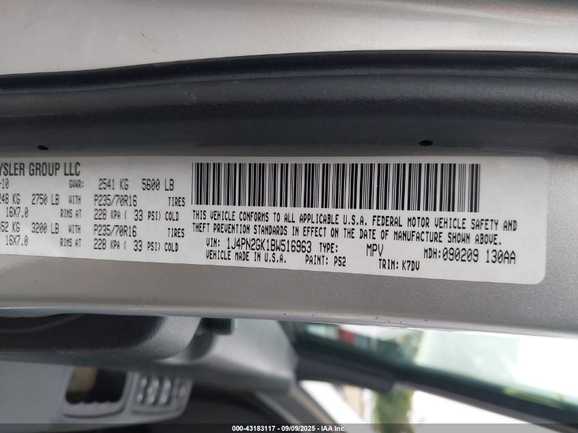 YSLER GROUP LLC
-10 GVWR: 2541 KG 5600 LB
248 KG 2750 LB WITH P235/70R16 TIRES
16X7.0 RIMS AT 228 KPA ( 33 PSI) COLD
3200 LB WITH P235/70R16 TIRES
16X7.0 RIMS AT 228 KPA ( 33 PSI) COLD
THIS VEHICLE CONFORMS TO ALL APPLICABLE U.S.A. FEDERAL MOTOR VEHICLE SAFETY AND
THEFT PREVENTION STANDARDS IN EFFECT ON THE DATE OF MANUFACTURE SHOWN ABOVE.
VIN: 1J4PN2GK1BW516963 TYPE: MPV MDH: 090209 130AA
VEHICLE MADE IN U.S.A. PAINT: PS2 TRIM: K7DV
000-43183117 - 09/09/2025 - IAA Inc.